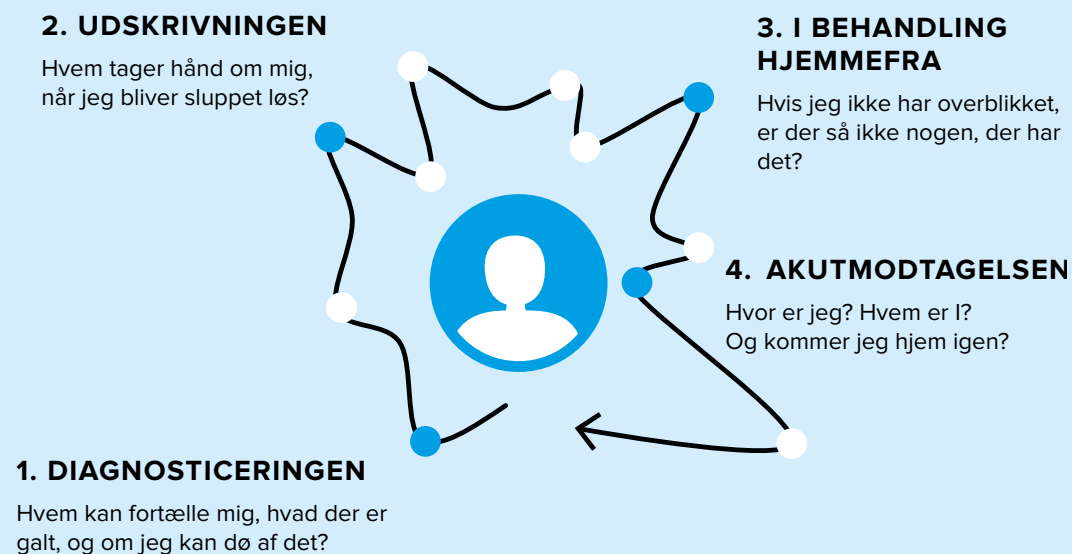 2. UDSKRIVNINGEN
Hvem tager hånd om mig,
når jeg bliver sluppet løs?
3. I BEHANDLING
HJEMMEFRA
Hvis jeg ikke har overblikket,
er der så ikke nogen, der har
det?
4. AKUTMODTAGELSEN
Hvor er jeg? Hvem er I?
Og kommer jeg hjem igen?
1. DIAGNOSTICERINGEN
Hvem kan fortælle mig, hvad der er
galt, og om jeg kan dø af det?